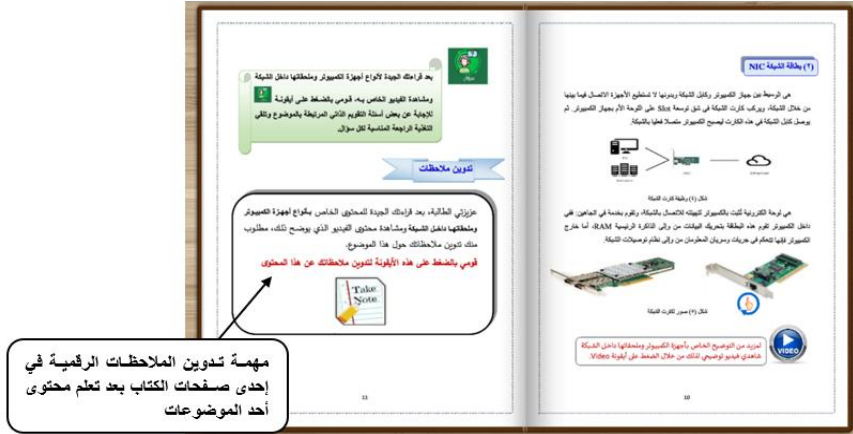 (٢) بطاقة الشبكة NIC
هي الوسيط بين جهاز الكمبيوتر وكابل الشبكة وبدونها لا تستطيع الأجهزة الاتصال فيما بينها
من خلال الشبكة، ويركب كارت الشبكة في شق توسعة Slot على اللوحة الأم بجهاز الكمبيوتر. ثم
يوصل كابل الشبكة في هذه الكارت ليصبح الكمبيوتر متصلا فعليا بالشبكة.
شكل (٤) وظيفة كارت الشبكة
هي لوحة الكترونية تثبت بالكمبيوتر لتهيئته للاتصال بالشبكة، وتقوم بخدمة في اتجاهين: ففي
داخل الكمبيوتر تقوم هذه البطاقة بتحريك البيانات من وإلى الذاكرة الرئيسية RAM، أما خارج
الكمبيوتر فإنها تتحكم في جريات وسريان المعلومات من وإلى نظام توصيلات الشبكة.
شكل (٥) صور لكارت الشبكة
VIDEO
لمزيد من التوضيح الخاص بأجهزة الكمبيوتر وملحقاتها داخل الشبكة
شاهدي فيديو توضيحي لذلك من خلال الضغط على أيقونة Video.
10
سؤال
بعد قراءتك الجيدة لأنواع أجهزة الكمبيوتر وملحقاتها داخل الشبكة
ومشاهدة الفيديو الخاص به، قومي بالضغط على أيقونة
للإجابة عن بعض أسئلة التقويم الذاتي المرتبطة بالموضوع وتلقي
التغذية الراجعة المناسبة لكل سؤال.
تدوين ملاحظات
عزيزتي الطالبة، بعد قراءتك الجيدة للمحتوى الخاص بأنواع أجهزة الكمبيوتر
وملحقاتها داخل الشبكة ومشاهدة محتوى الفيديو الذي يوضح ذلك، مطلوب
منك تدوين ملاحظاتك حول هذا الموضوع.
قومي بالضغط على هذه الأيقونة لتدوين ملاحظاتك عن هذا المحتوى
Take
Note
11
مهمة تدوين الملاحظات الرقمية في
إحدى صفحات الكتاب بعد تعلم محتوى
أحد الموضوعات